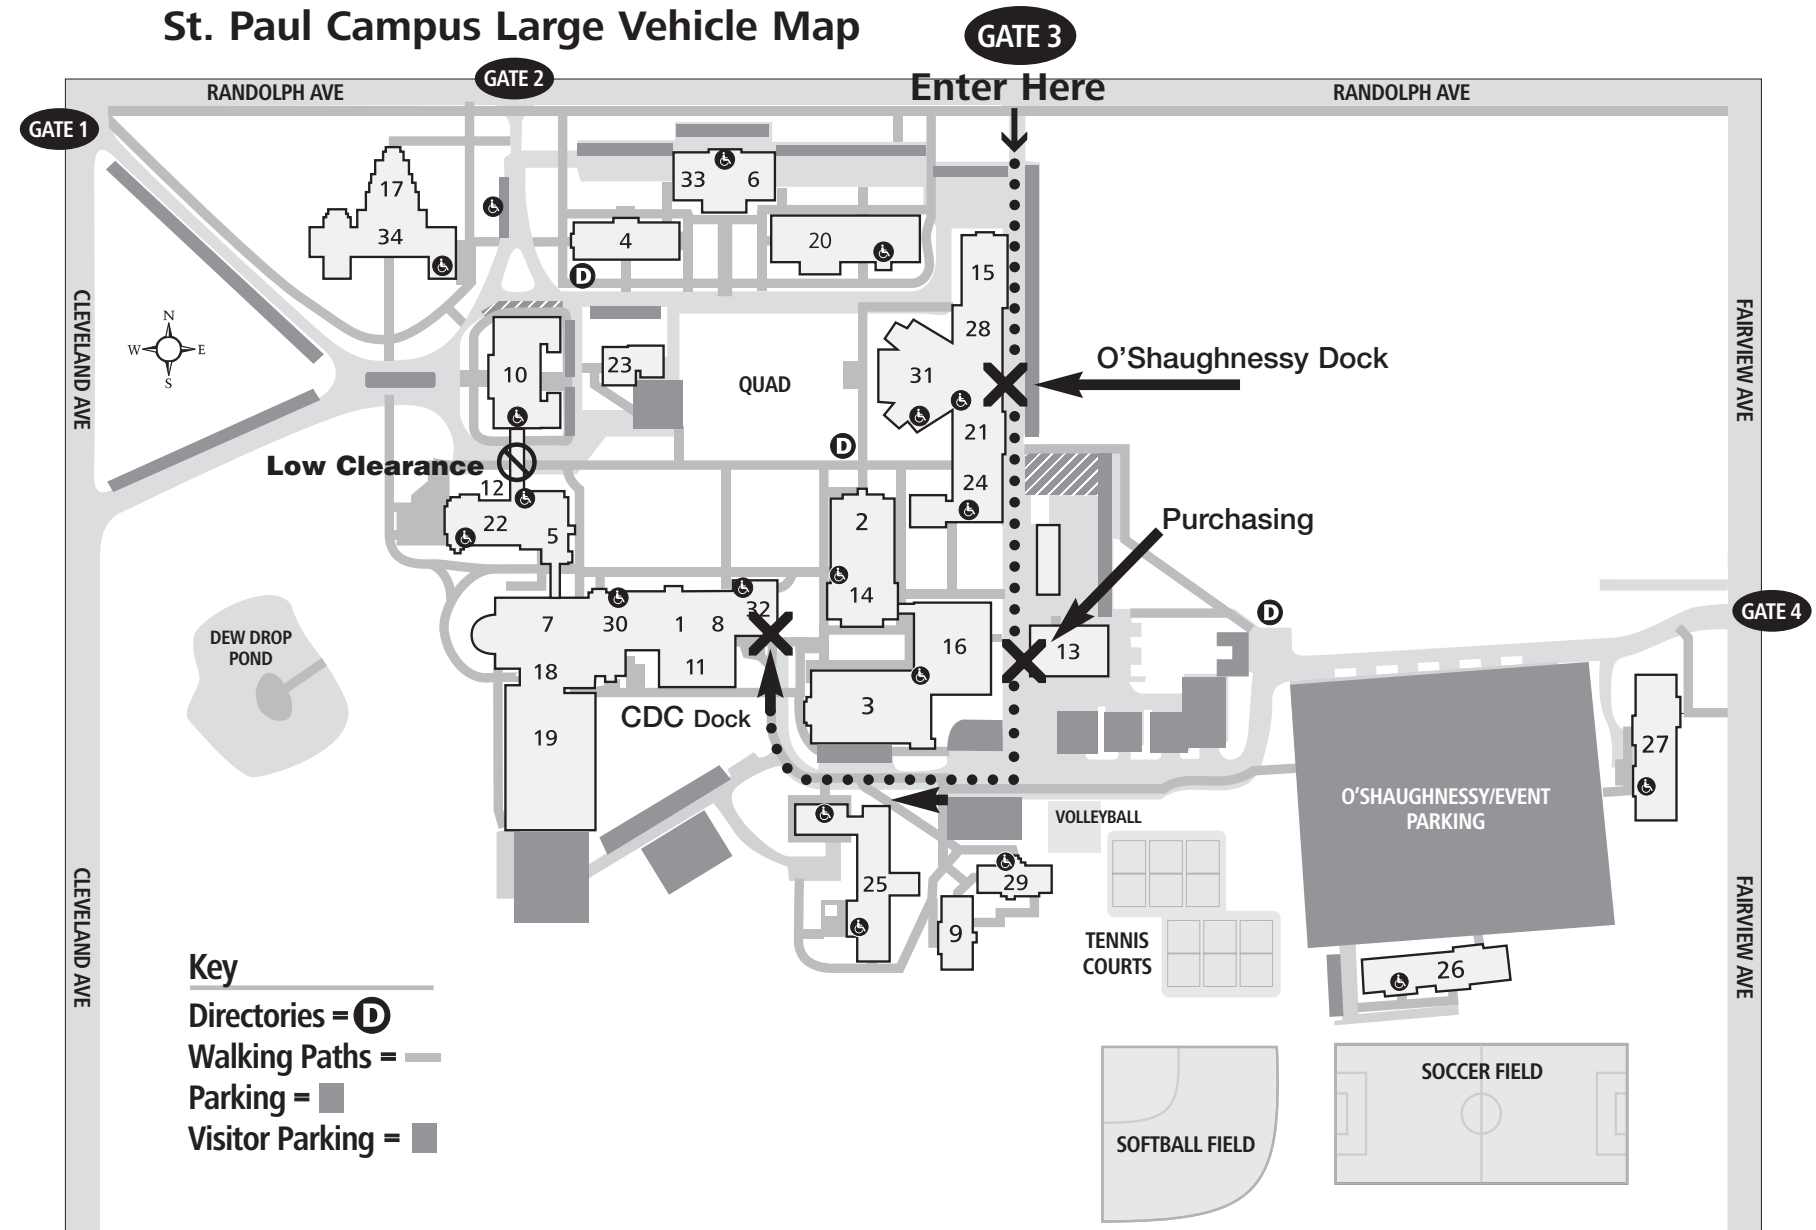 St. Paul Campus Large Vehicle Map
GATE 3
GATE 2
RANDOLPH AVE
Enter Here
RANDOLPH AVE
GATE 1
33 6
17
34
4
20
D
15
CLEVELAND AVE
N
W E
S
28
FAIRVIEW AVE
O'Shaughnessy Dock
10
23
QUAD
31
21
D
Low Clearance
12
24
22
5
2
Purchasing
14
32
7 30 1 8
D
GATE 4
DEW DROP
POND
16
13
18
11
3
CDC Dock
19
27
O'SHAUGHNESSY/EVENT
PARKING
VOLLEYBALL
25
29
9
CLEVELAND AVE
FAIRVIEW AVE
TENNIS
COURTS
26
Key
Directories = D
Walking Paths =
Parking =
Visitor Parking =
SOCCER FIELD
SOFTBALL FIELD